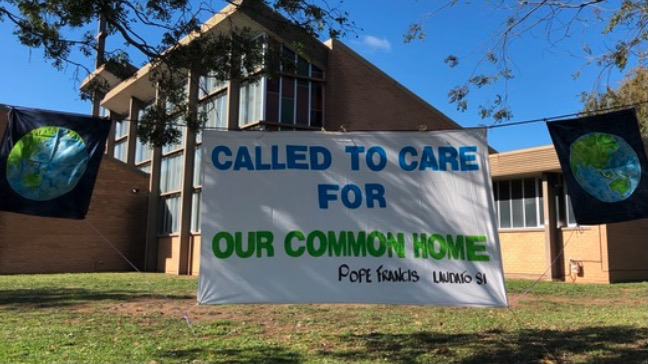 CALLED TO CARE
FOR
OUR COMMON HOME
POPE FRANCIS LAUDATO SI